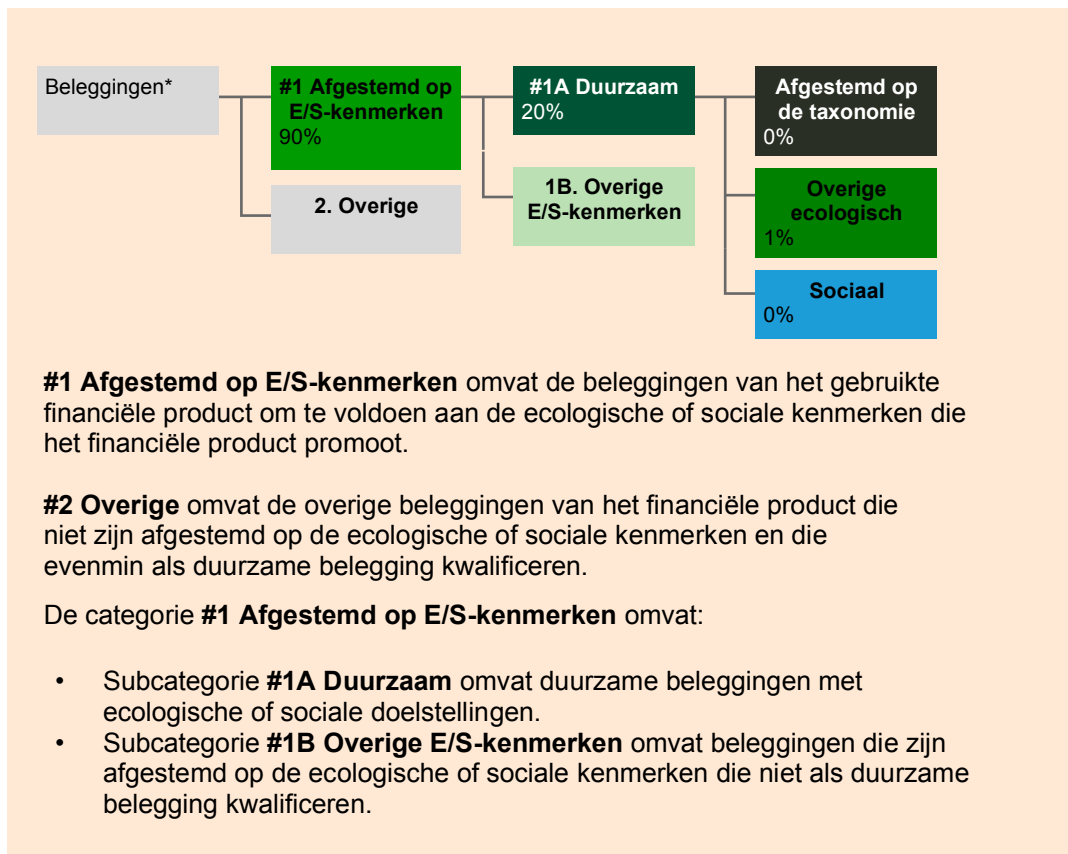 Beleggingen*
#1 Afgestemd op
E/S-kenmerken
90%
2. Overige
#1A Duurzaam
20%
1B. Overige
E/S-kenmerken
Afgestemd op
de taxonomie
0%
Overige
ecologisch
1%
Sociaal
0%
#1 Afgestemd op E/S-kenmerken omvat de beleggingen van het gebruikte
financiële product om te voldoen aan de ecologische of sociale kenmerken die
het financiële product promoot.
#2 Overige omvat de overige beleggingen van het financiële product die
niet zijn afgestemd op de ecologische of sociale kenmerken en die
evenmin als duurzame belegging kwalificeren.
De categorie #1 Afgestemd op E/S-kenmerken omvat:
• Subcategorie #1A Duurzaam omvat duurzame beleggingen met
ecologische of sociale doelstellingen.
• Subcategorie #1B Overige E/S-kenmerken omvat beleggingen die zijn
afgestemd op de ecologische of sociale kenmerken die niet als duurzame
belegging kwalificeren.